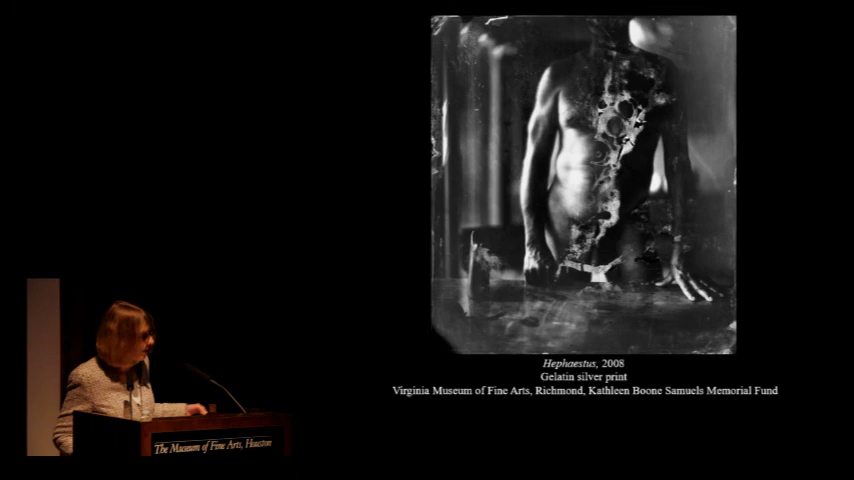 Hephaestus, 2008
Gelatin silver print
Virginia Museum of Fine Arts, Richmond, Kathleen Boone Samuels Memorial Fund
The Museum of Fine Arts, Houston